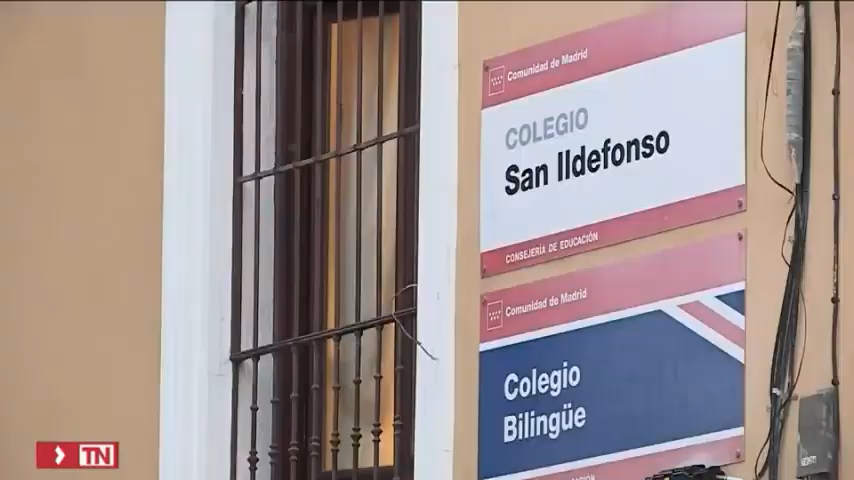 Comunidad de Madrid
COLEGIO
San Ildefonso
CONSEJERÍA DE EDUCACIÓN
Comunidad de Madrid
Colegio
Bilingüe
TN